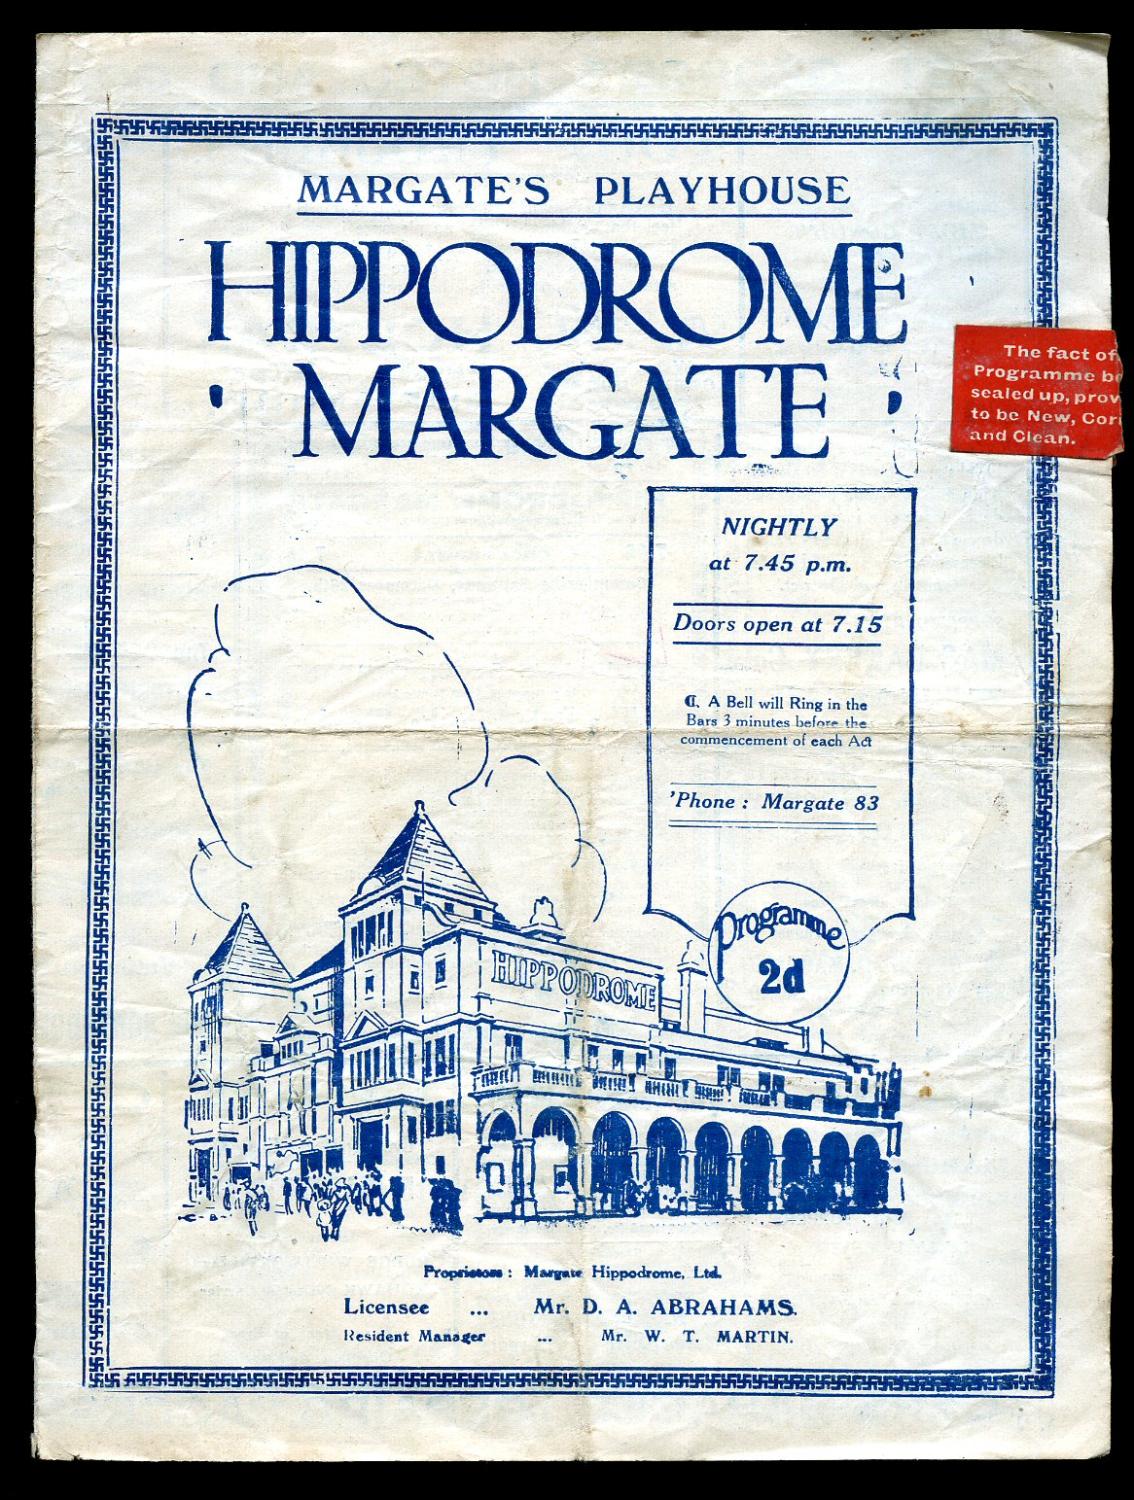 MARGATE'S PLAYHOUSE
HIPPODROME
MARGATE
The fact of
Programme be
sealed up, prov
to be New, Cor
and Clean.
NIGHTLY
at 7.45 p.m.
Doors open at 7.15
₵. A Bell will Ring in the
Bars 3 minutes before the
commencement of each Act
'Phone : Margate 83
Programme
2d
HIPPODROME
C-B-
Proprietors : Margate Hippodrome, Ltd.
Licensee ... Mr. D. A. ABRAHAMS.
Resident Manager ... Mr. W. T. MARTIN.